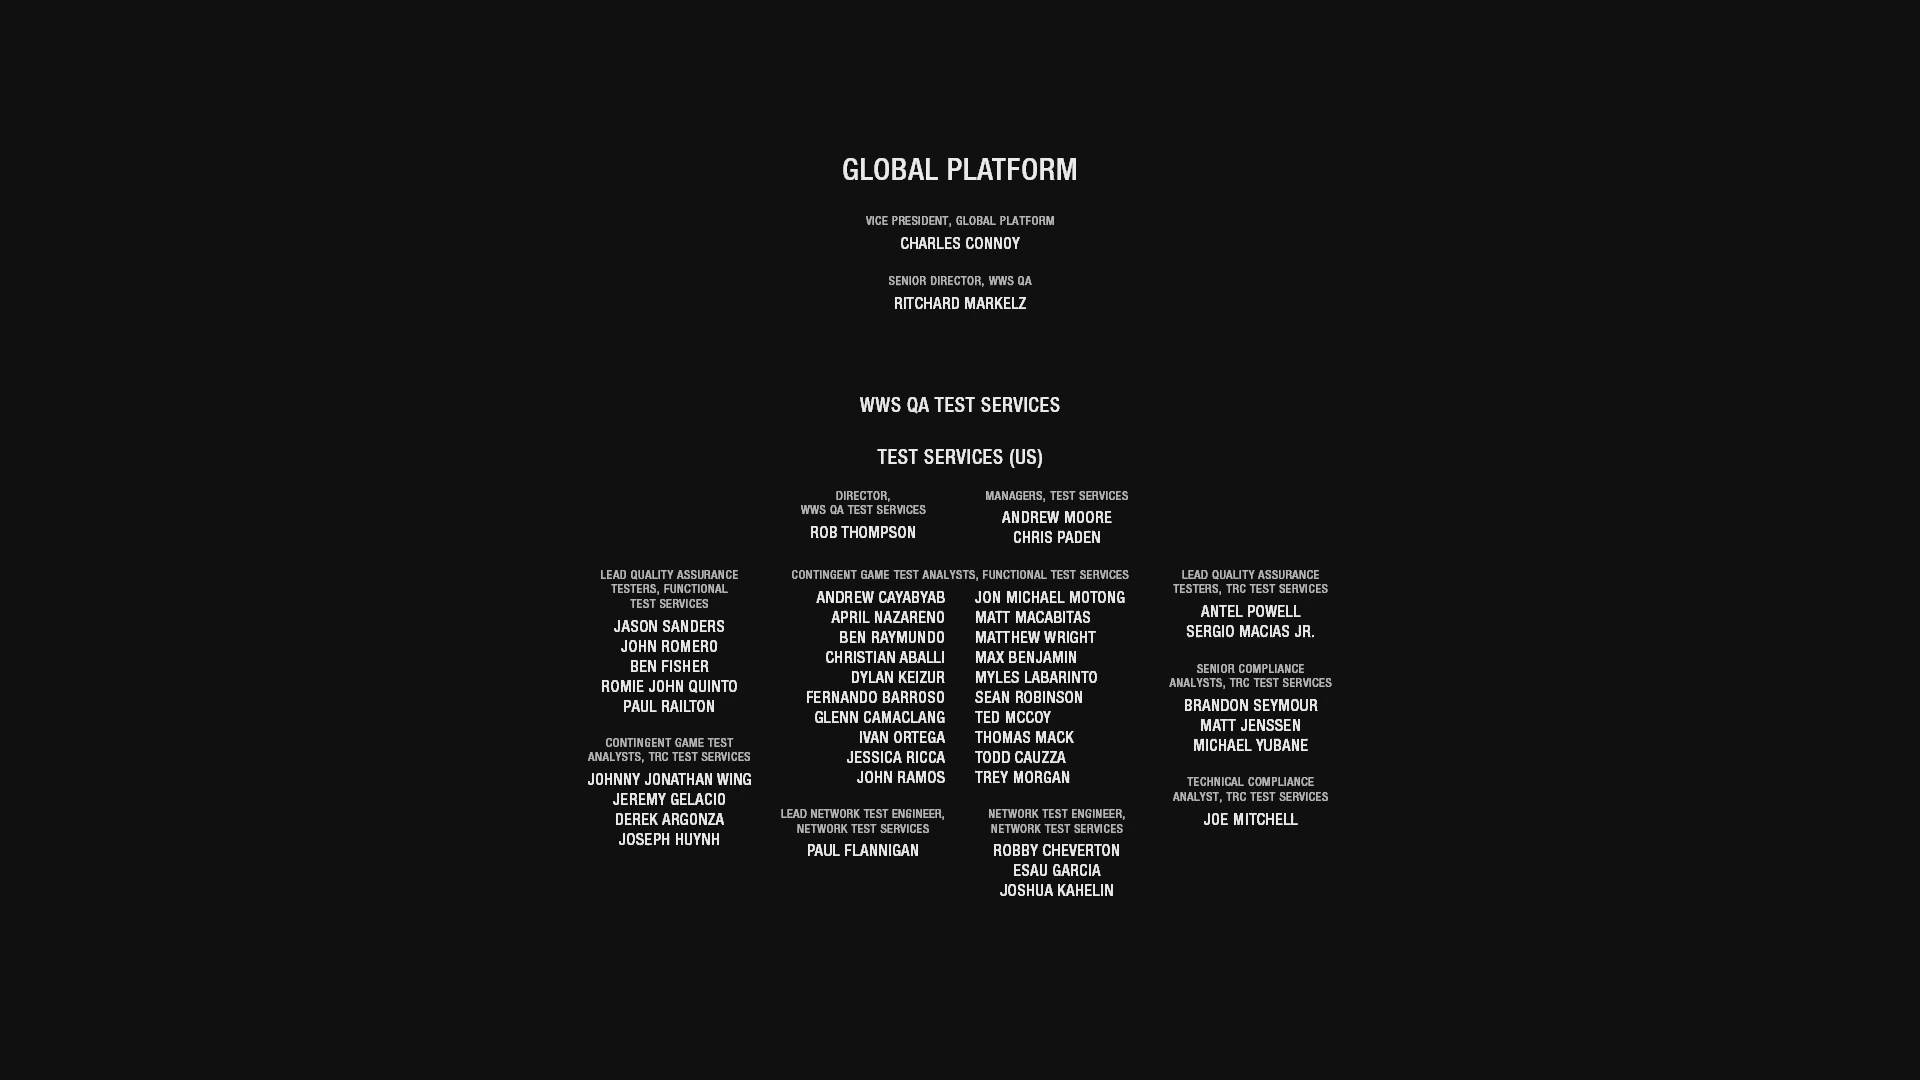 GLOBAL PLATFORM
VICE PRESIDENT, GLOBAL PLATFORM
CHARLES CONNOY
SENIOR DIRECTOR, WWS QA
RITCHARD MARKELZ
WWS QA TEST SERVICES
TEST SERVICES (US)
DIRECTOR,
WWS QA TEST SERVICES
ROB THOMPSON
MANAGERS, TEST SERVICES
ANDREW MOORE
CHRIS PADEN
LEAD QUALITY ASSURANCE
TESTERS, FUNCTIONAL
TEST SERVICES
JASON SANDERS
JOHN ROMERO
BEN FISHER
ROMIE JOHN QUINTO
PAUL RAILTON
CONTINGENT GAME TEST
ANALYSTS, TRC TEST SERVICES
JOHNNY JONATHAN WING
JEREMY GELACIO
DEREK ARGONZA
JOSEPH HUYNH
CONTINGENT GAME TEST ANALYSTS, FUNCTIONAL TEST SERVICES
ANDREW CAYABYAB
APRIL NAZARENO
BEN RAYMUNDO
CHRISTIAN ABALLI
DYLAN KEIZUR
FERNANDO BARROSO
GLENN CAMACLANG
IVAN ORTEGA
JESSICA RICCA
JOHN RAMOS
JON MICHAEL MOTONG
MATT MACABITAS
MATTHEW WRIGHT
MAX BENJAMIN
MYLES LABARINTO
SEAN ROBINSON
TED MCCOY
THOMAS MACK
TODD CAUZZA
TREY MORGAN
LEAD NETWORK TEST ENGINEER,
NETWORK TEST SERVICES
PAUL FLANNIGAN
NETWORK TEST ENGINEER,
NETWORK TEST SERVICES
ROBBY CHEVERTON
ESAU GARCIA
JOSHUA KAHELIN
LEAD QUALITY ASSURANCE
TESTERS, TRC TEST SERVICES
ANTEL POWELL
SERGIO MACIAS JR.
SENIOR COMPLIANCE
ANALYSTS, TRC TEST SERVICES
BRANDON SEYMOUR
MATT JENSSEN
MICHAEL YUBANE
TECHNICAL COMPLIANCE
ANALYST, TRC TEST SERVICES
JOE MITCHELL